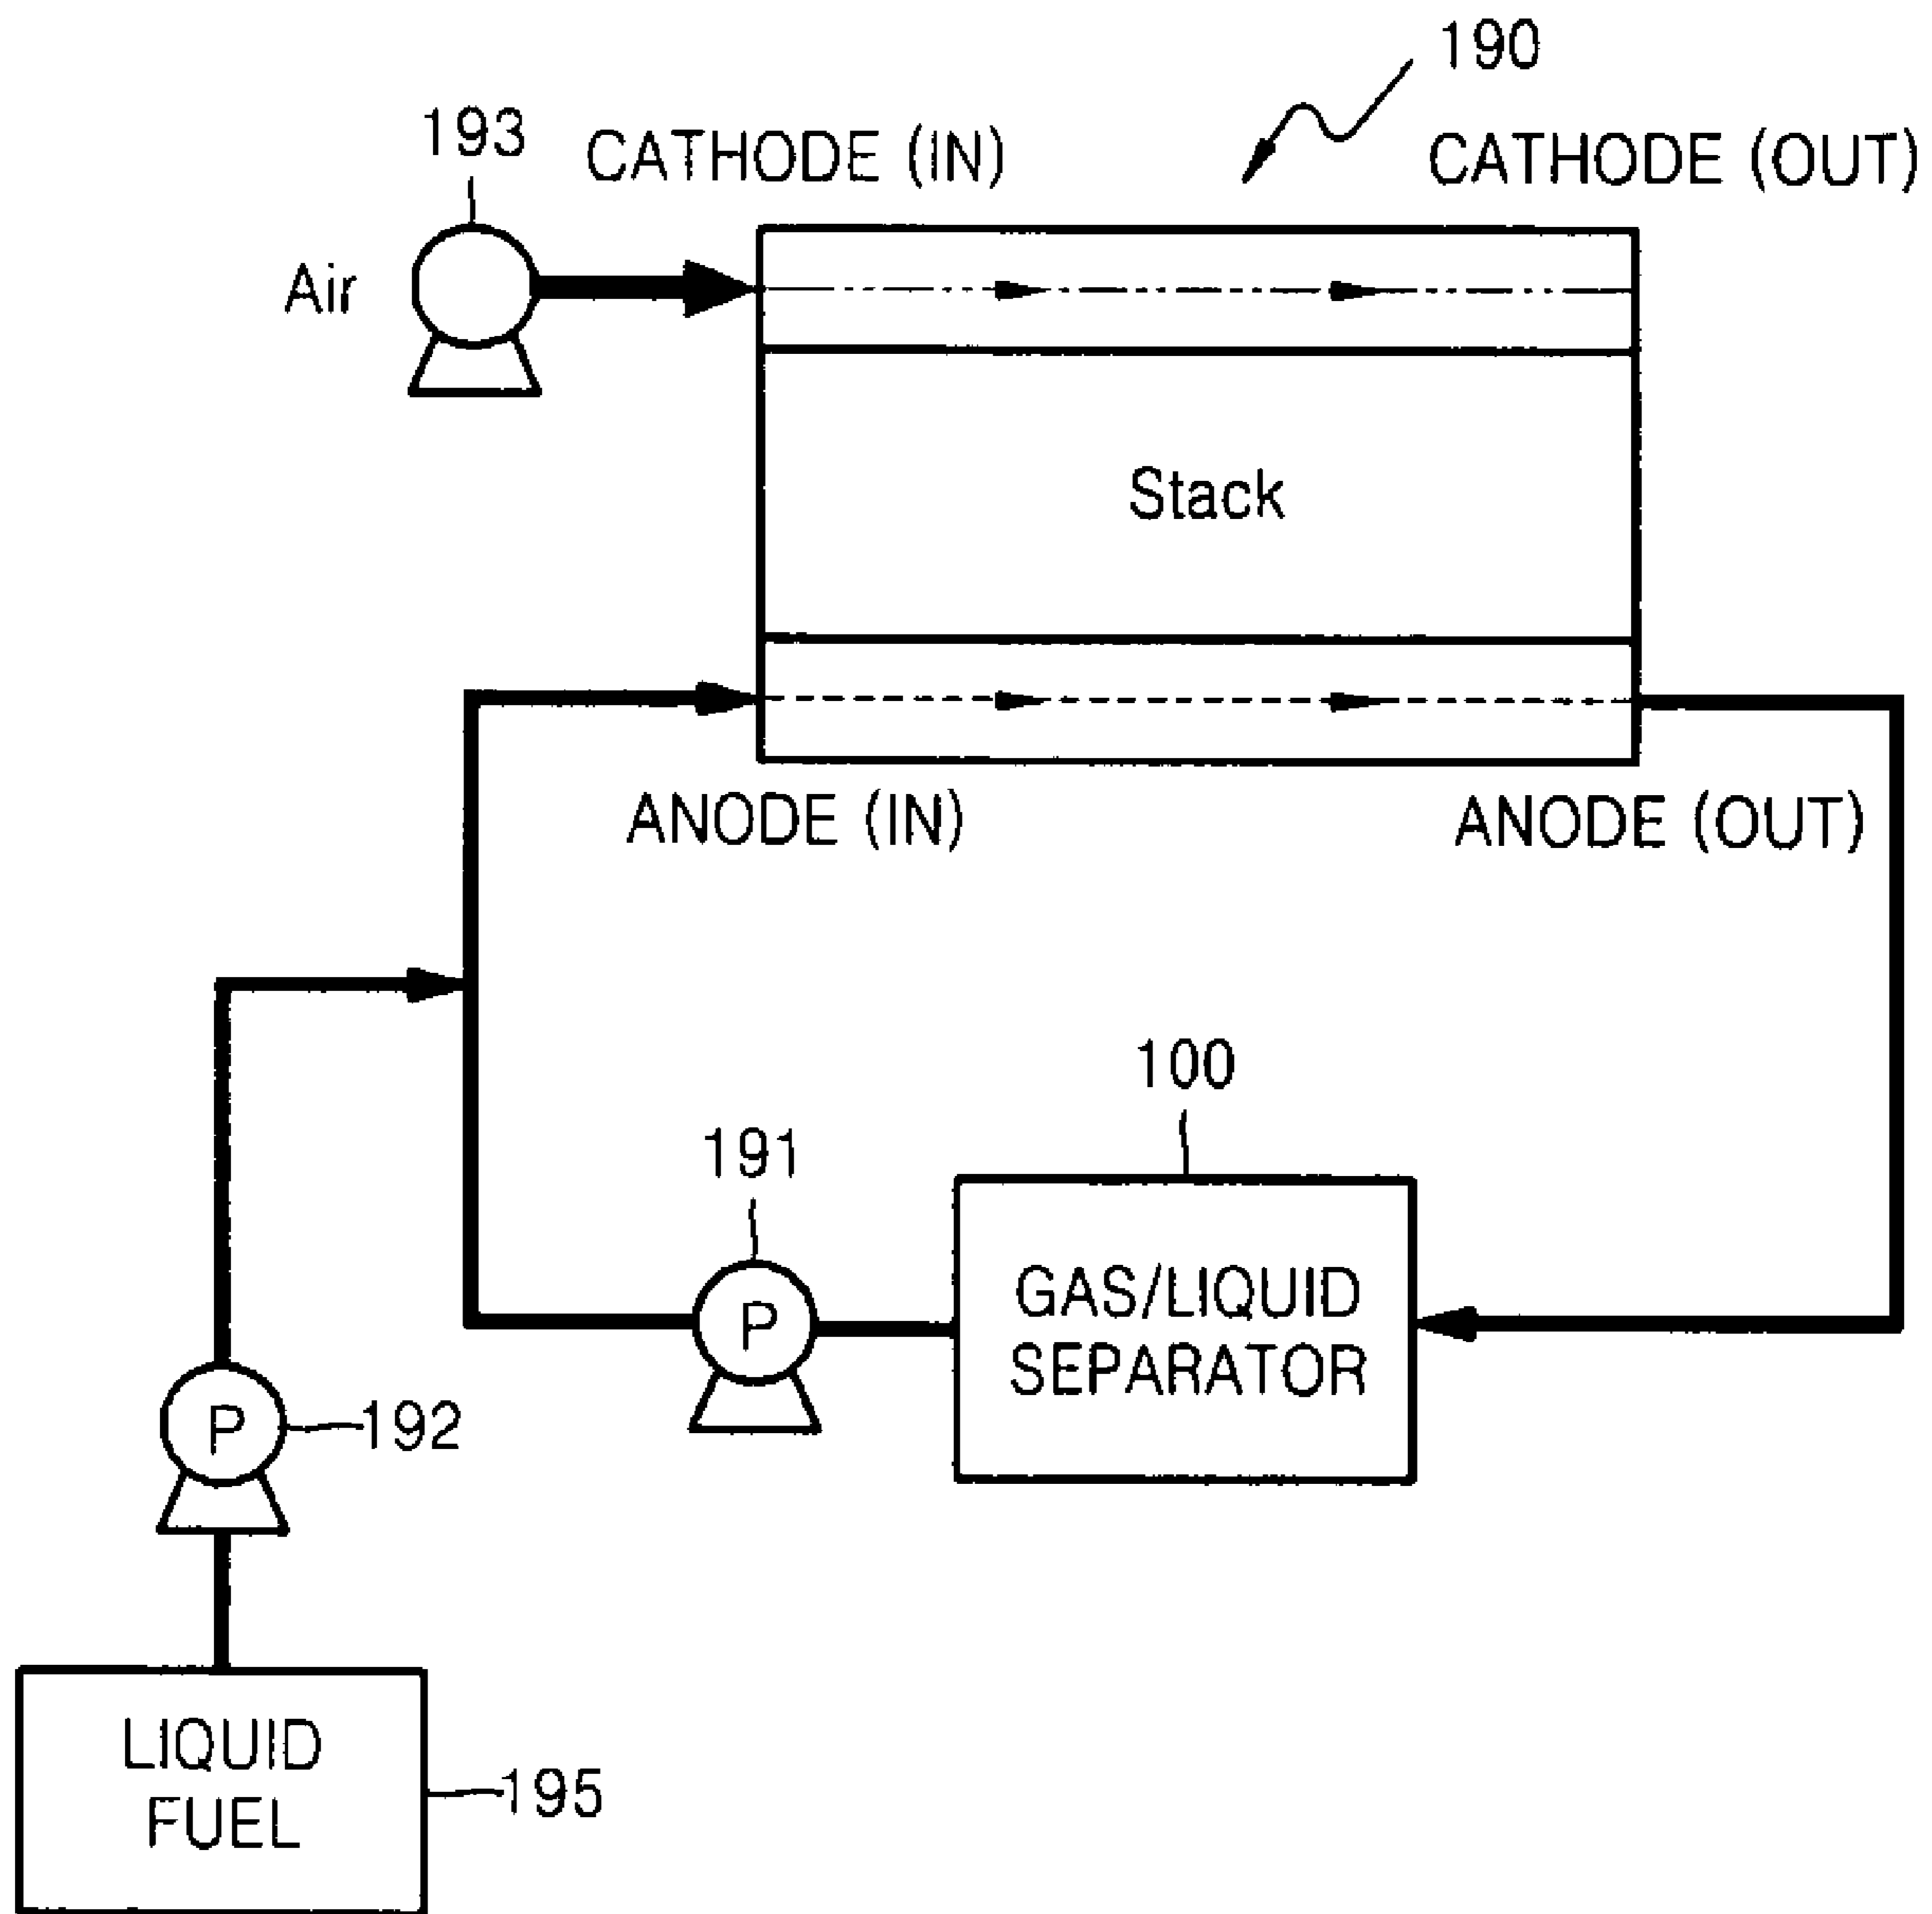 190
193
CATHODE (IN)
CATHODE (OUT)
Air
Stack
ANODE (IN)
ANODE (OUT)
100
191
P
GAS/LIQUID
SEPARATOR
P
192
LIQUID
FUEL
195